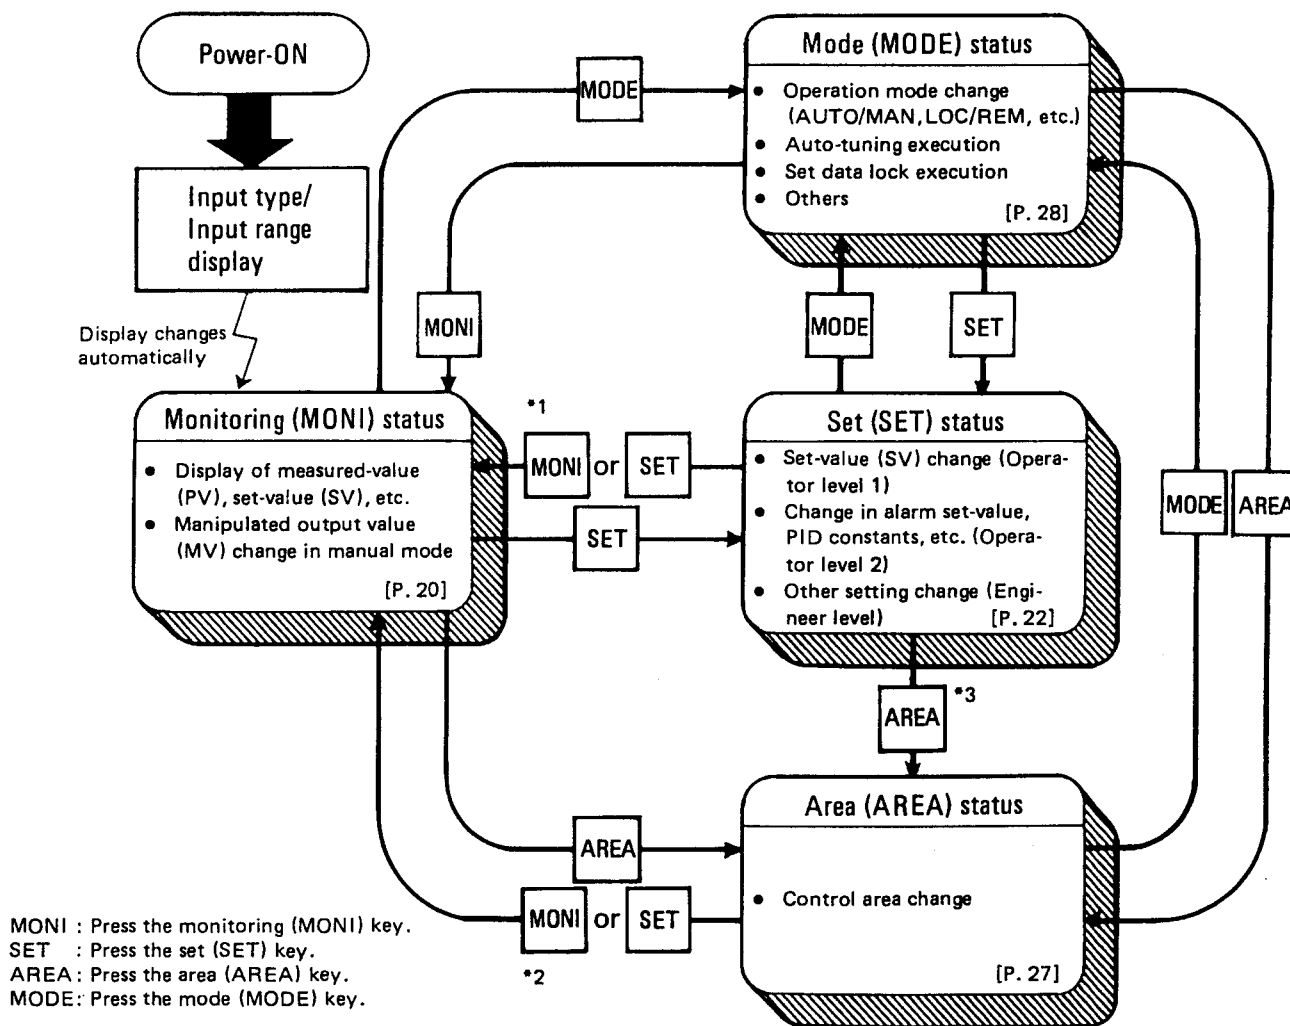 Power-ON
Input type/
Input range
display
Display changes
automatically
Mode (MODE) status
• Operation mode change
(AUTO/MAN, LOC/REM, etc.)
• Auto-tuning execution
• Set data lock execution
• Others
[P. 28]
MODE
MONI
MODE
SET
Monitoring (MONI) status
• Display of measured-value
(PV), set-value (SV), etc.
• Manipulated output value
(MV) change in manual mode
[P. 20]
*1
MONI or SET
SET
Set (SET) status
• Set-value (SV) change (Opera-
tor level 1)
• Change in alarm set-value,
PID constants, etc. (Opera-
tor level 2)
• Other setting change (Engi-
neer level)
[P. 22]
MODE
AREA
AREA
*3
Area (AREA) status
• Control area change
[P. 27]
AREA
MONI or SET
*2
MONI : Press the monitoring (MONI) key.
SET : Press the set (SET) key.
AREA : Press the area (AREA) key.
MODE : Press the mode (MODE) key.